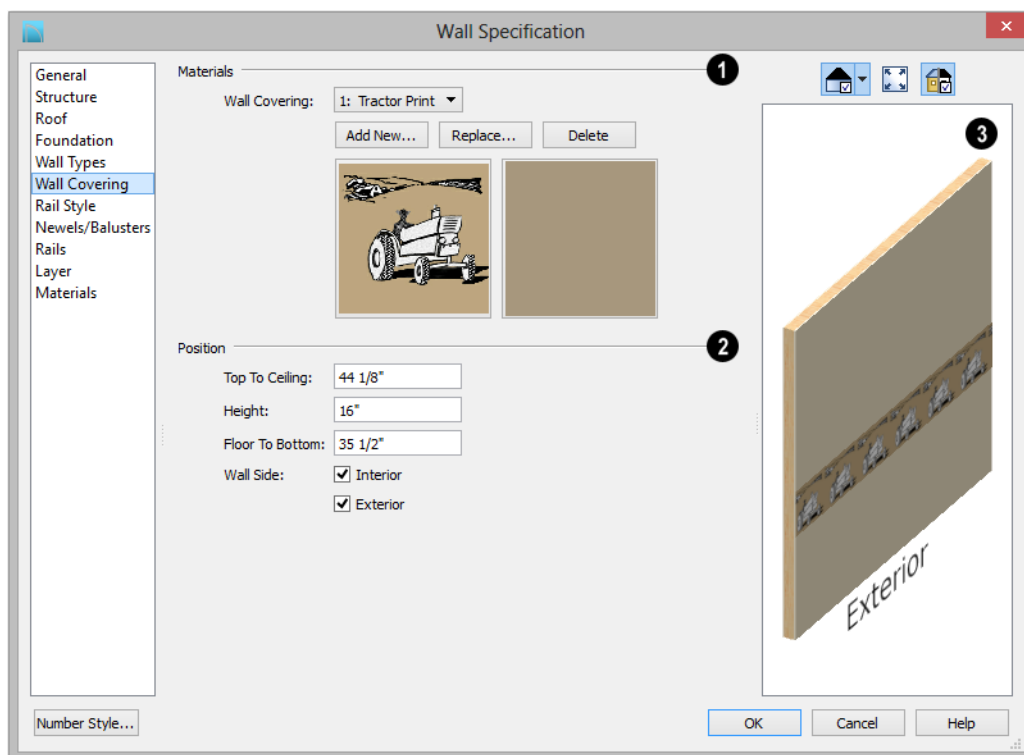 Wall Specification
General
Structure
Roof
Foundation
Wall Types
Wall Covering
Rail Style
Newels/Balusters
Rails
Layer
Materials
Materials
1
Wall Covering: 1: Tractor Print
Add New... Replace... Delete
Position
2
Top To Ceiling: 44 1/8"
Height: 16"
Floor To Bottom: 35 1/2"
Wall Side: Interior
Exterior
3
Exterior
Number Style...
OK Cancel Help